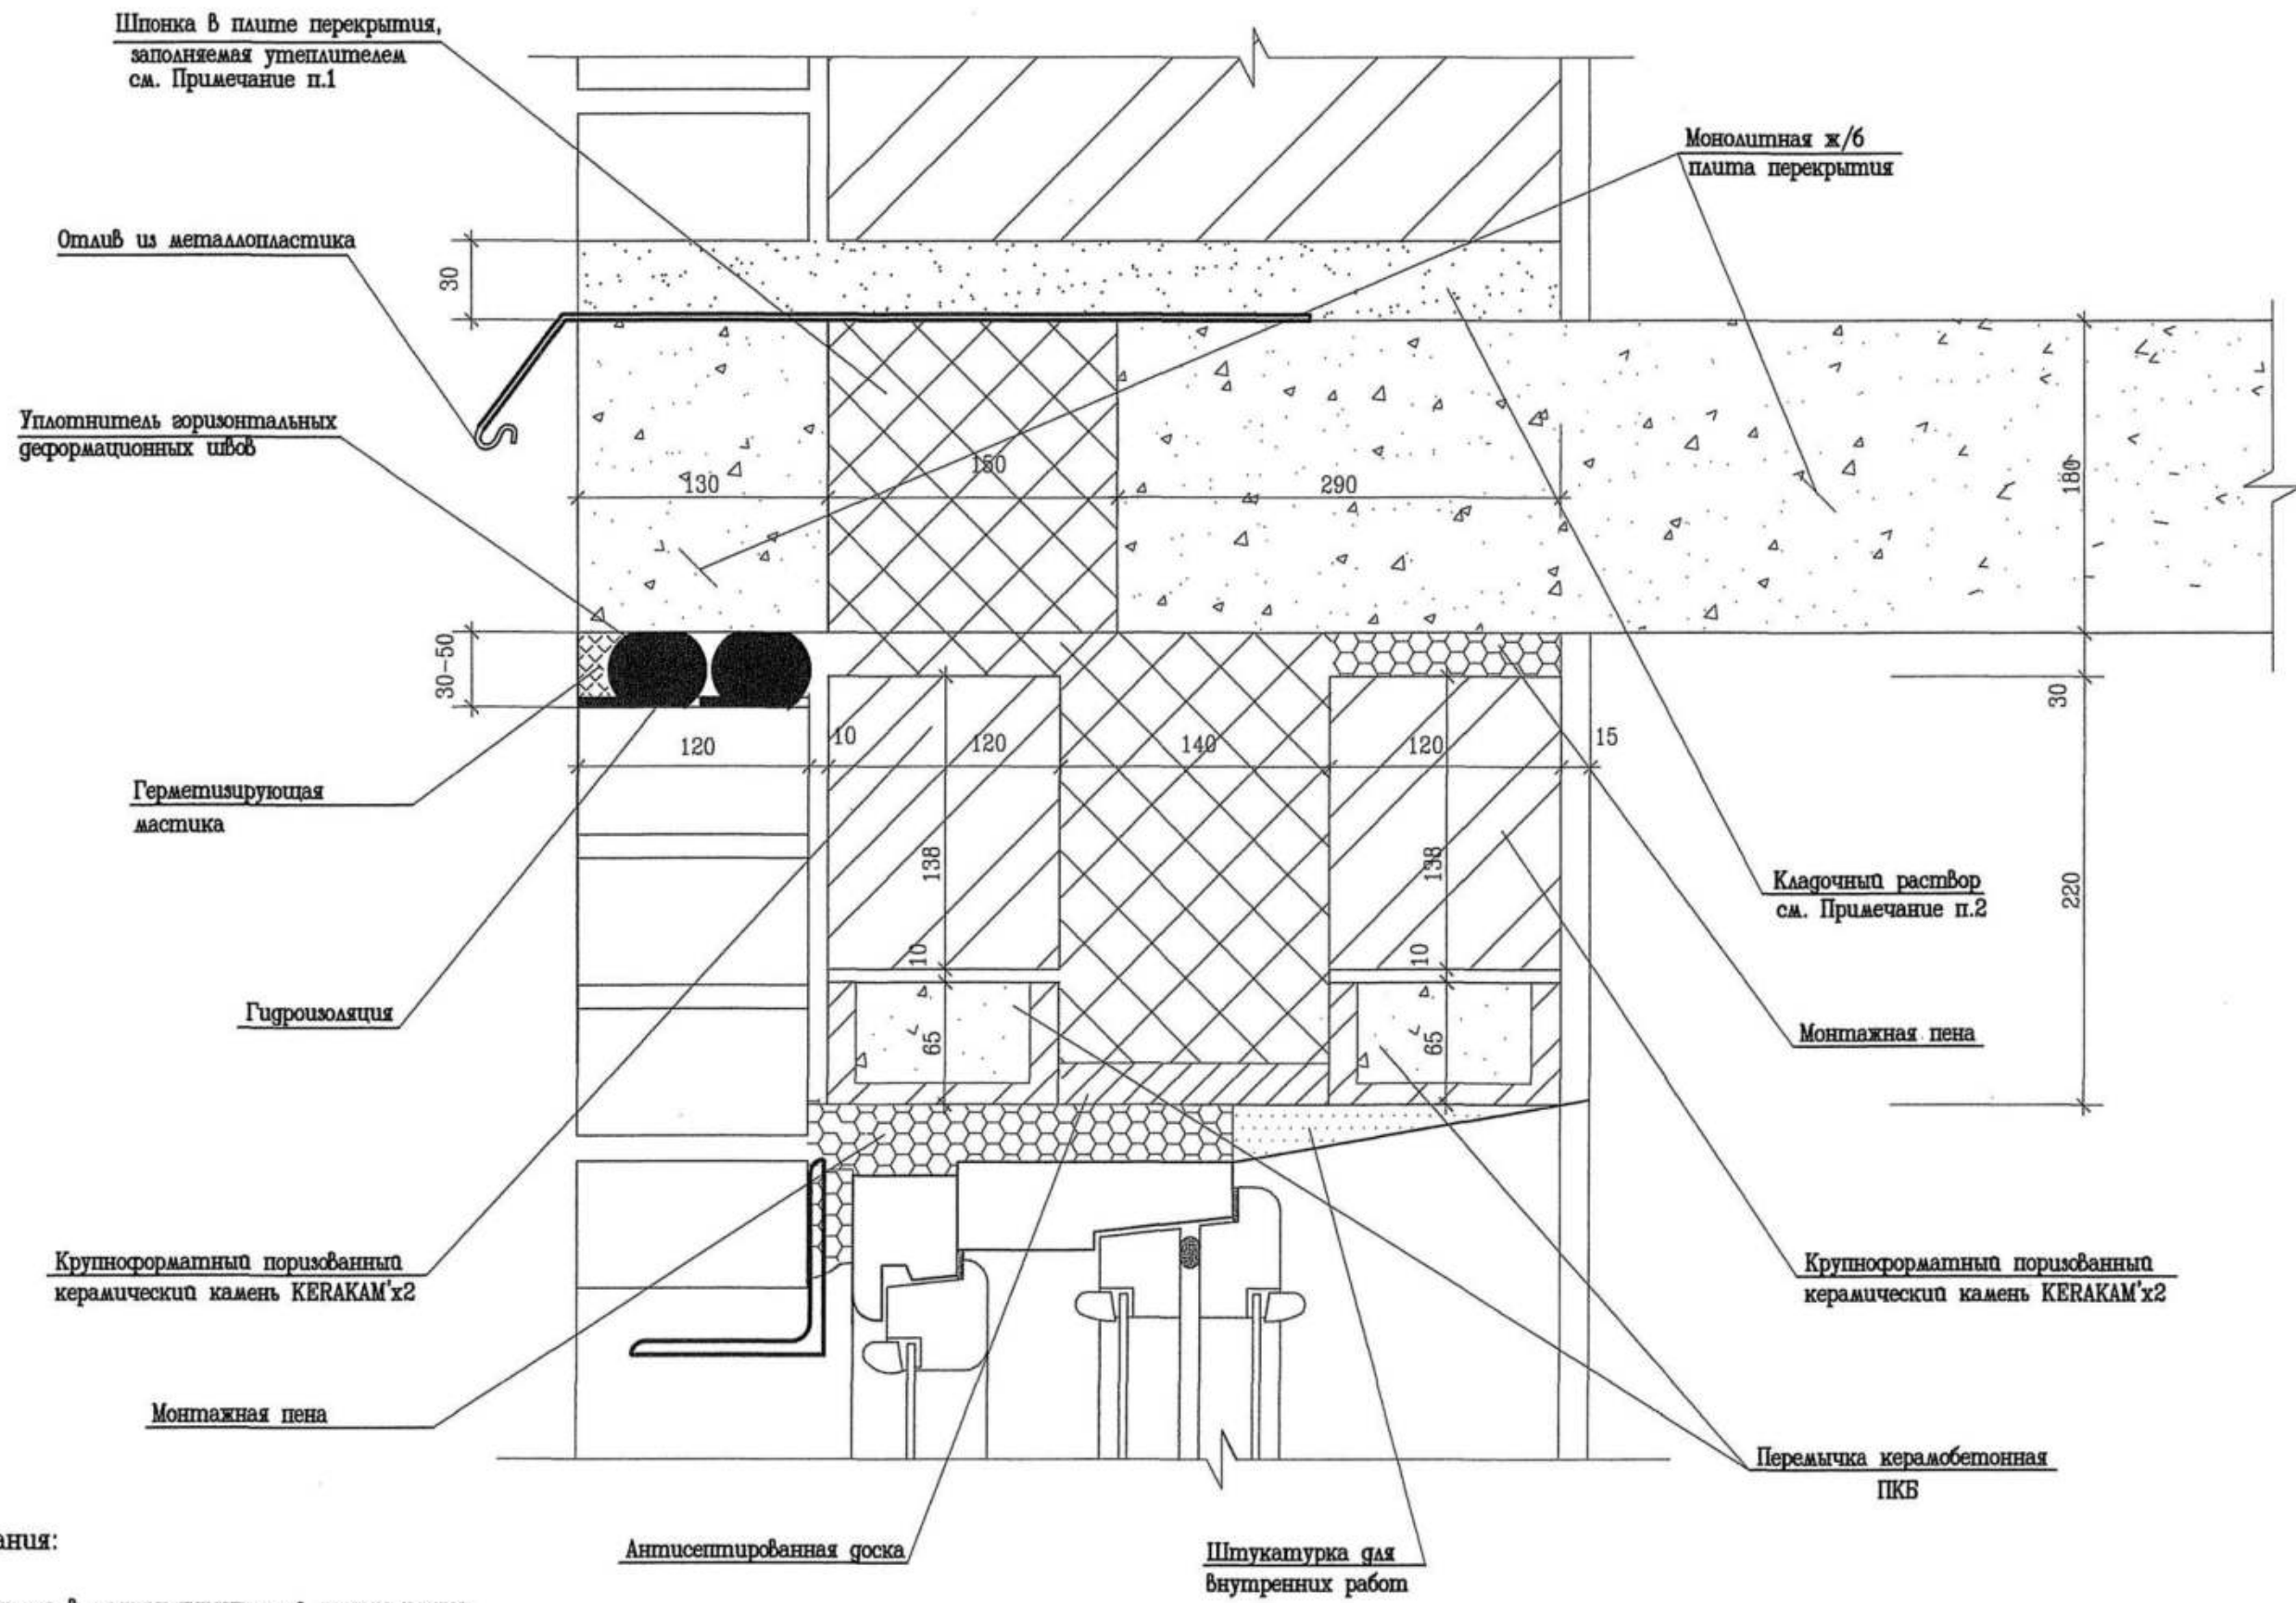 Шпонка в плите перекрытия,
заполняемая утеплителем
см. Примечание п.1
Монолитная ж/б
плита перекрытия
Отлив из металлопластика
30
Уплотнитель горизонтальных
деформационных швов
130
150
290
180
30-50
30
120
10
120
140
120
15
Герметизирующая
мастика
138
138
220
Кладочный раствор
см. Примечание п.2
10
10
Гидроизоляция
65
65
Монтажная пена
Крупноформатный поризованный
керамический камень KERAKAM'x2
Крупноформатный поризованный
керамический камень KERAKAM'x2
Монтажная пена
Перемычка керамобетонная
ПКБ
ания:
Антисептированная доска
Штукатурка для
внутренних работ